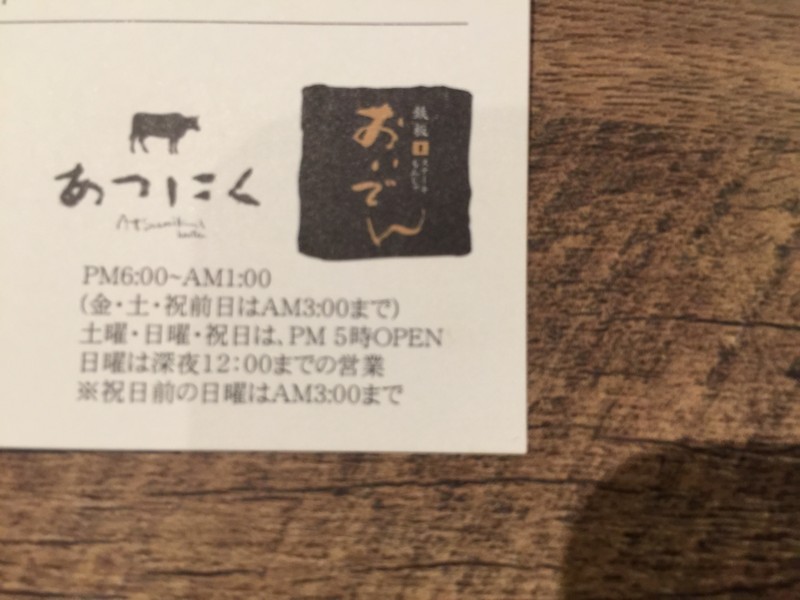 あつにく
おいでん
鉄板
PM6:00~AM1:00
(金・土・祝前日はAM3:00まで)
土曜・日曜・祝日は、PM 5時OPEN
日曜は深夜12:00までの営業
※祝日前の日曜はAM3:00まで